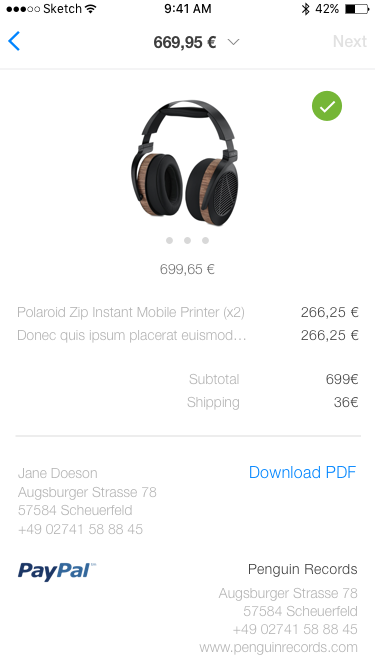 Sketch 9:41 AM 42%
669,95 € Next
699,65 €
Polaroid Zip Instant Mobile Printer (x2) 266,25 €
Donec quis ipsum placerat euismod... 266,25 €
Subtotal 699€
Shipping 36€
Jane Doeson
Download PDF
Augsburger Strasse 78
57584 Scheuerfeld
+49 02741 58 88 45
PayPal™
Penguin Records
Augsburger Strasse 78
57584 Scheuerfeld
+49 02741 58 88 45
www.penguinrecords.com